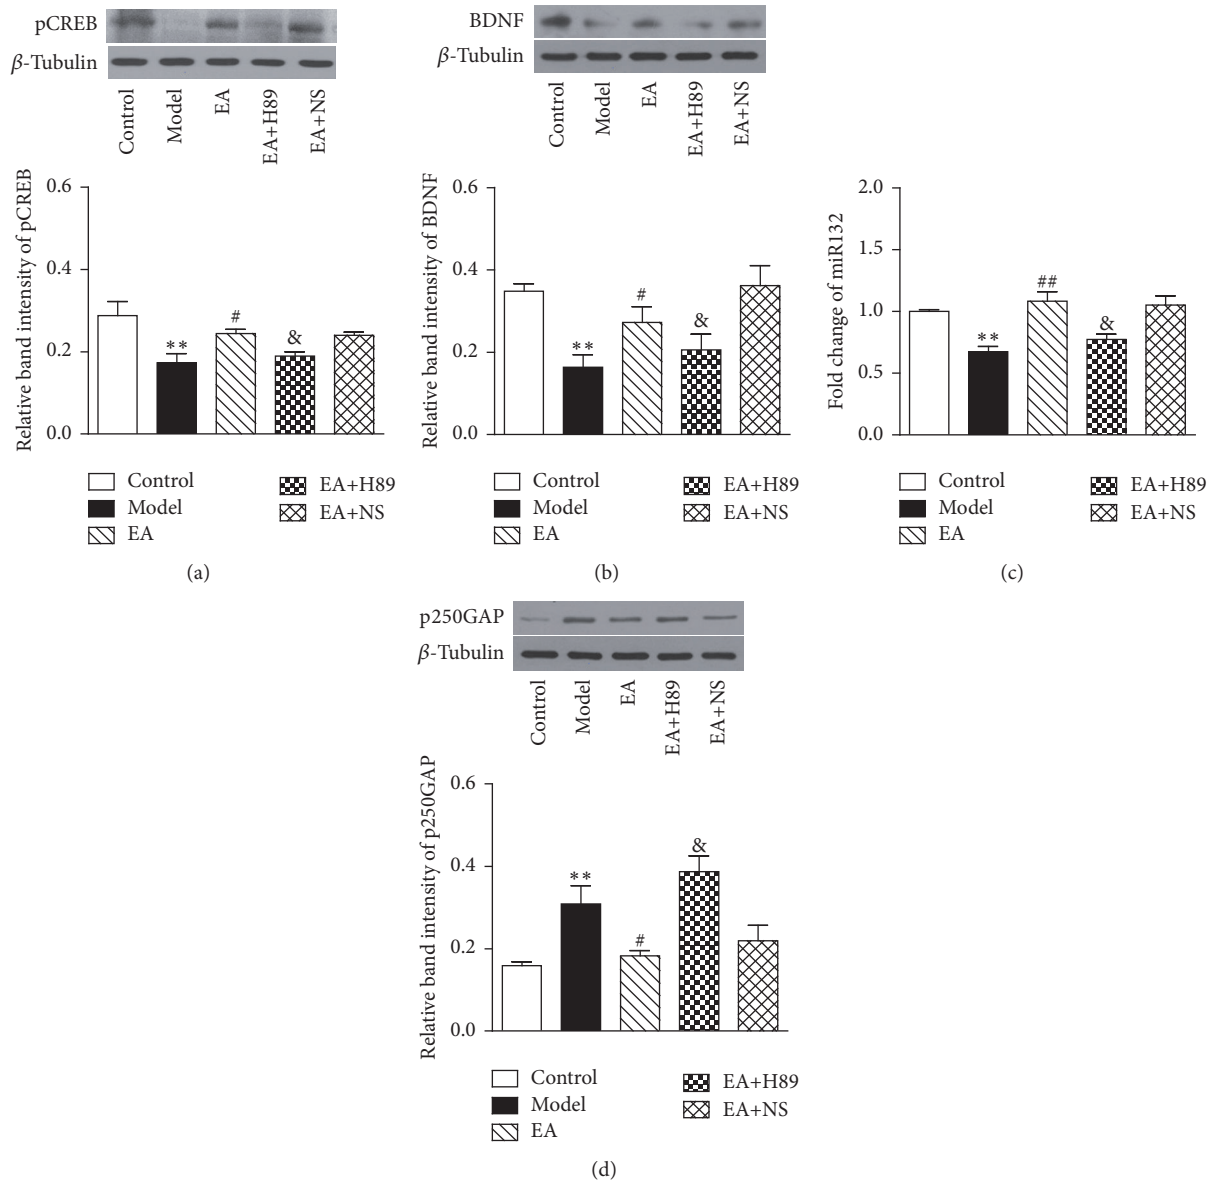 pCREB
β-Tubulin
Control
Model
EA
EA+H89
EA+NS
Relative band intensity of pCREB
0.6
0.4
0.2
0.0
**
#
&
Control
Model
EA
EA+H89
EA+NS
(a)
BDNF
β-Tubulin
Control
Model
EA
EA+H89
EA+NS
Relative band intensity of BDNF
0.6
0.4
0.2
0.0
**
#
&
Control
Model
EA
EA+H89
EA+NS
(b)
Fold change of miR132
2.0
1.5
1.0
0.5
0.0
**
##
&
Control
Model
EA
EA+H89
EA+NS
(c)
p250GAP
β-Tubulin
Control
Model
EA
EA+H89
EA+NS
Relative band intensity of p250GAP
0.6
0.4
0.2
0.0
**
#
&
Control
Model
EA
EA+H89
EA+NS
(d)